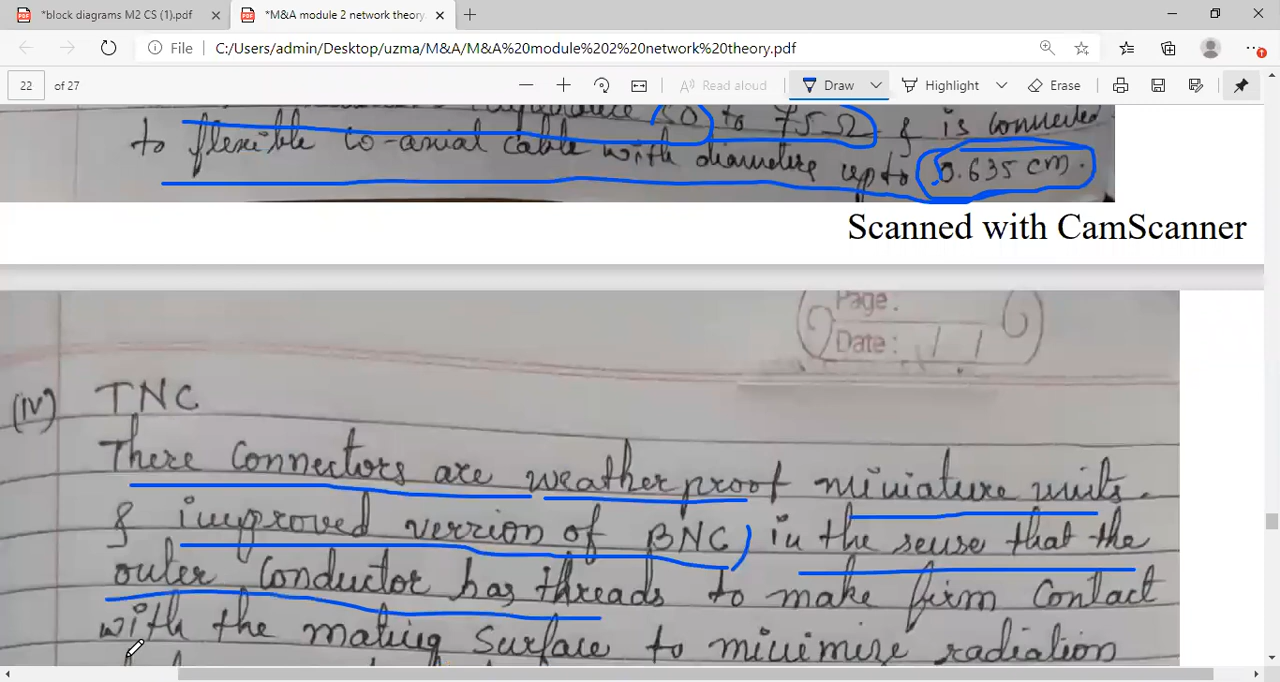 *block diagrams M2 CS (1).pdf
*M&A module 2 network theory.
File
C:/Users/admin/Desktop/uzma/M&A/M&A%20module%202%20network%20theory.pdf
22 of 27
Read aloud
Draw
Highlight
Erase
50 to 75Ω & is connected
to flexible co-axial cable with diameter upto 0.635 cm.
Scanned with CamScanner
Page:
Date: / /
(iv) TNC
These connectors are weather proof miniature units.
& improved version of BNC in the sense that the
outer conductor has threads to make firm contact
with the mating surface to minimize radiation